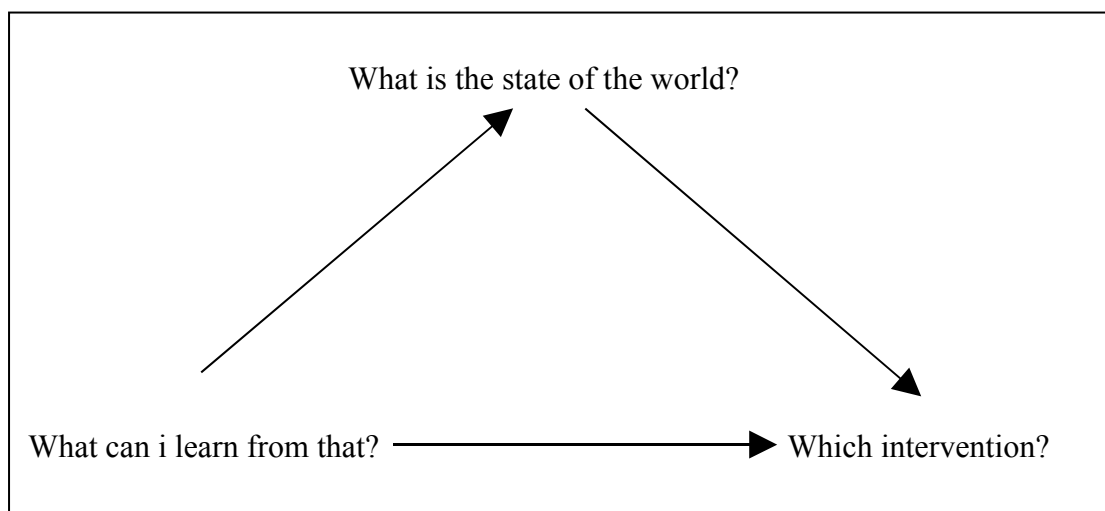 What is the state of the world?
What can i learn from that?
Which intervention?